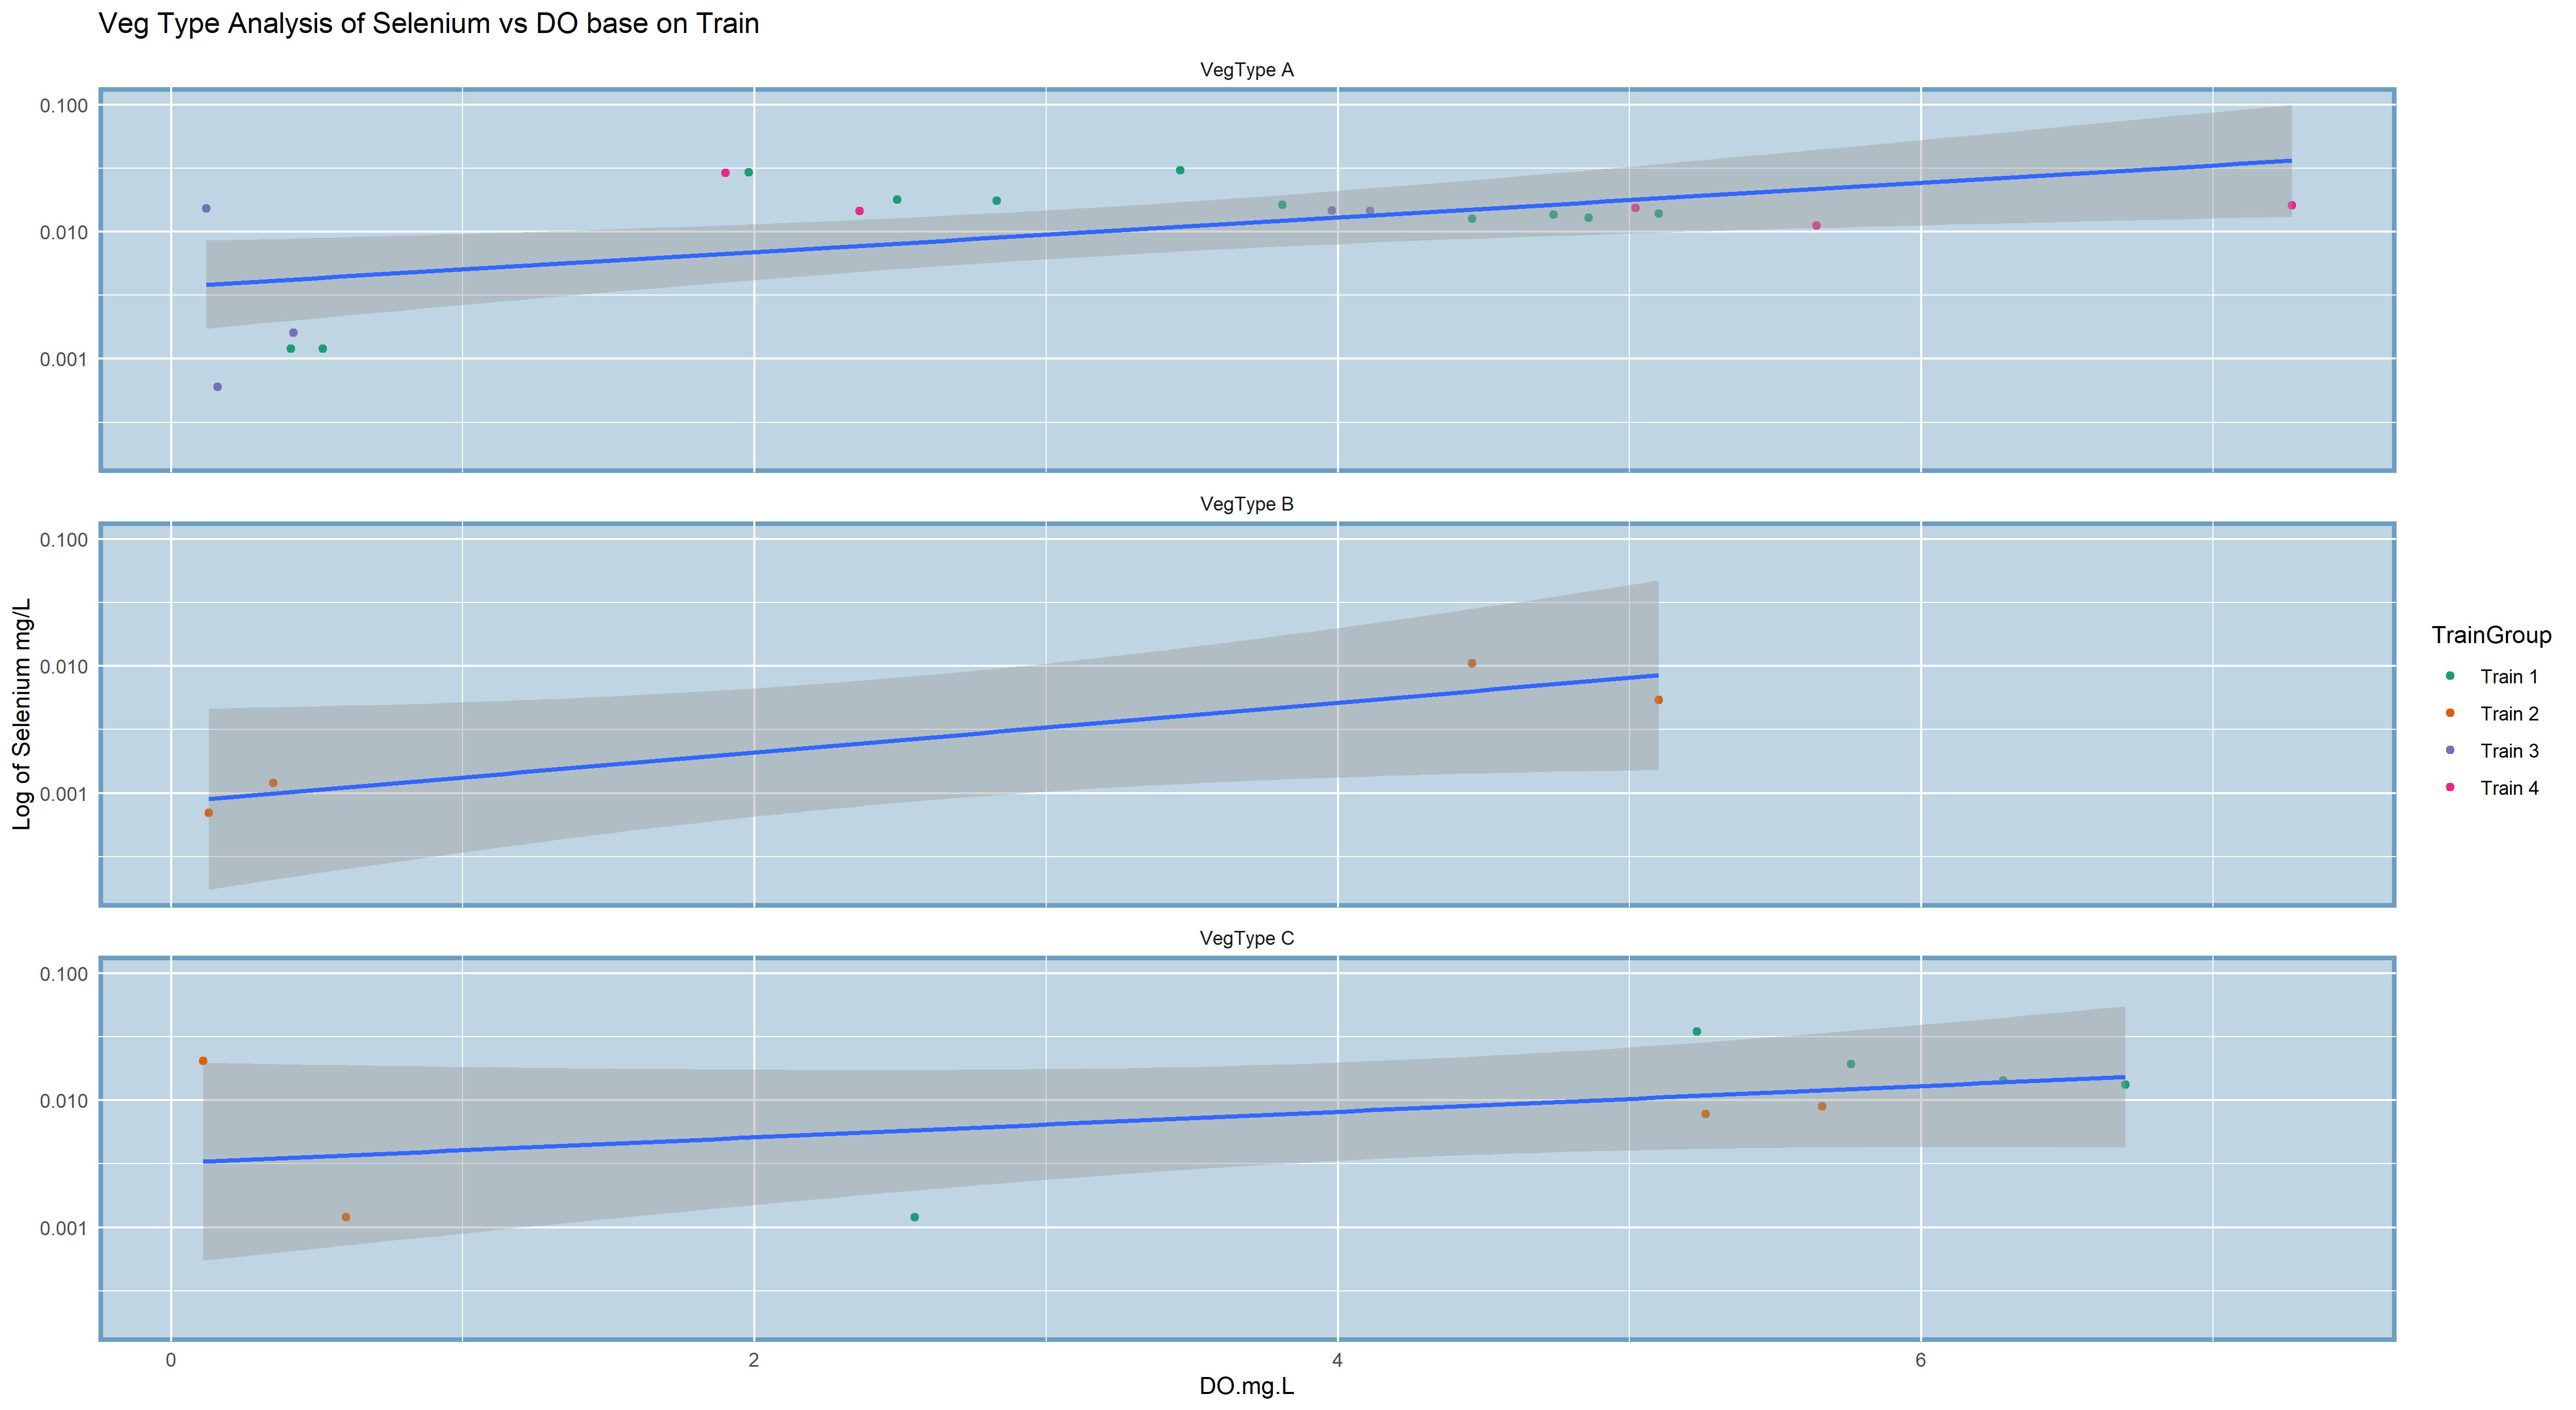 Veg Type Analysis of Selenium vs DO base on Train
VegType A
0.100
0.010
0.001
VegType B
0.100
0.010
0.001
VegType C
0.100
0.010
0.001
0 2 4 6
DO.mg.L
Log of Selenium mg/L
TrainGroup
Train 1
Train 2
Train 3
Train 4